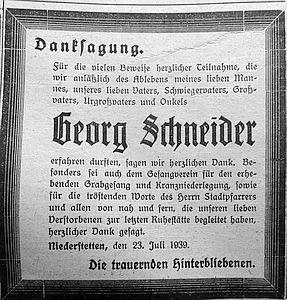 Danksagung.
Für die vielen Beweise herzlicher Teilnahme, die
wir anläßlich des Ablebens meines lieben Man-
nes, unseres lieben Vaters, Schwiegervaters, Groß-
vaters, Urgroßvaters und Onkels
Georg Schneider
erfahren durften, sagen wir herzlichen Dank. Be-
sonders sei auch dem Gesangverein für den erhe-
benden Grabgesang und Kranzniederlegung, sowie
für die tröstenden Worte des Herrn Stadtpfarrers
und allen von nah und fern, die unseren lieben
Verstorbenen zur letzten Ruhestätte begleitet haben,
herzlicher Dank gesagt.
Niederstetten, den 23. Juli 1939.
Die trauernden Hinterbliebenen.